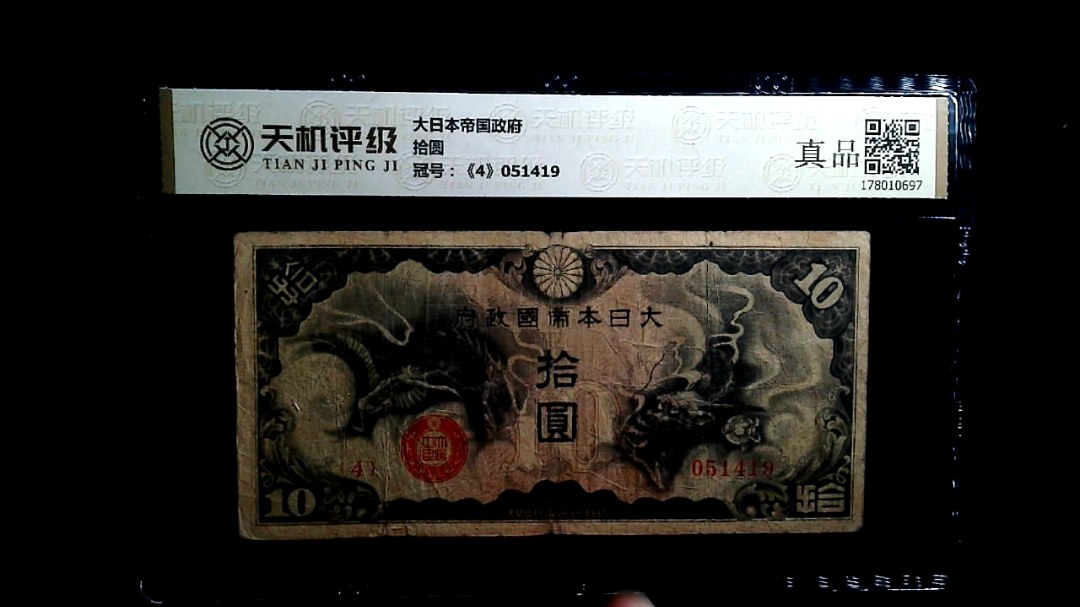 天机评级
TIAN JI PING JI
大日本帝国政府
拾圆
冠号：《4》051419
真品
178010697
拾
10
府政國帝本日大
拾
圓
10
(4)
051419
10
拾